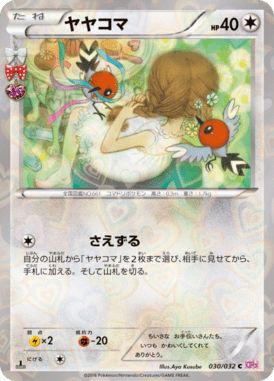 たね ヤヤコマ HP40
全国図鑑NO.661 コマドリポケモン 高さ：0.3m 重さ：1.7kg
さえずる
自分の山札から「ヤヤコマ」を2枚まで選び、相手に見せてから、
手札に加える。そして山札を切る。
弱点 抵抗力
×2 -20
にげる
ちいさな お手伝いさんたち、
いつも かわいくしてくれて
ありがとう。
Illus.Aya Kusube
030/032 C
©2016 Pokémon/Nintendo/Creatures/GAME FREAK.